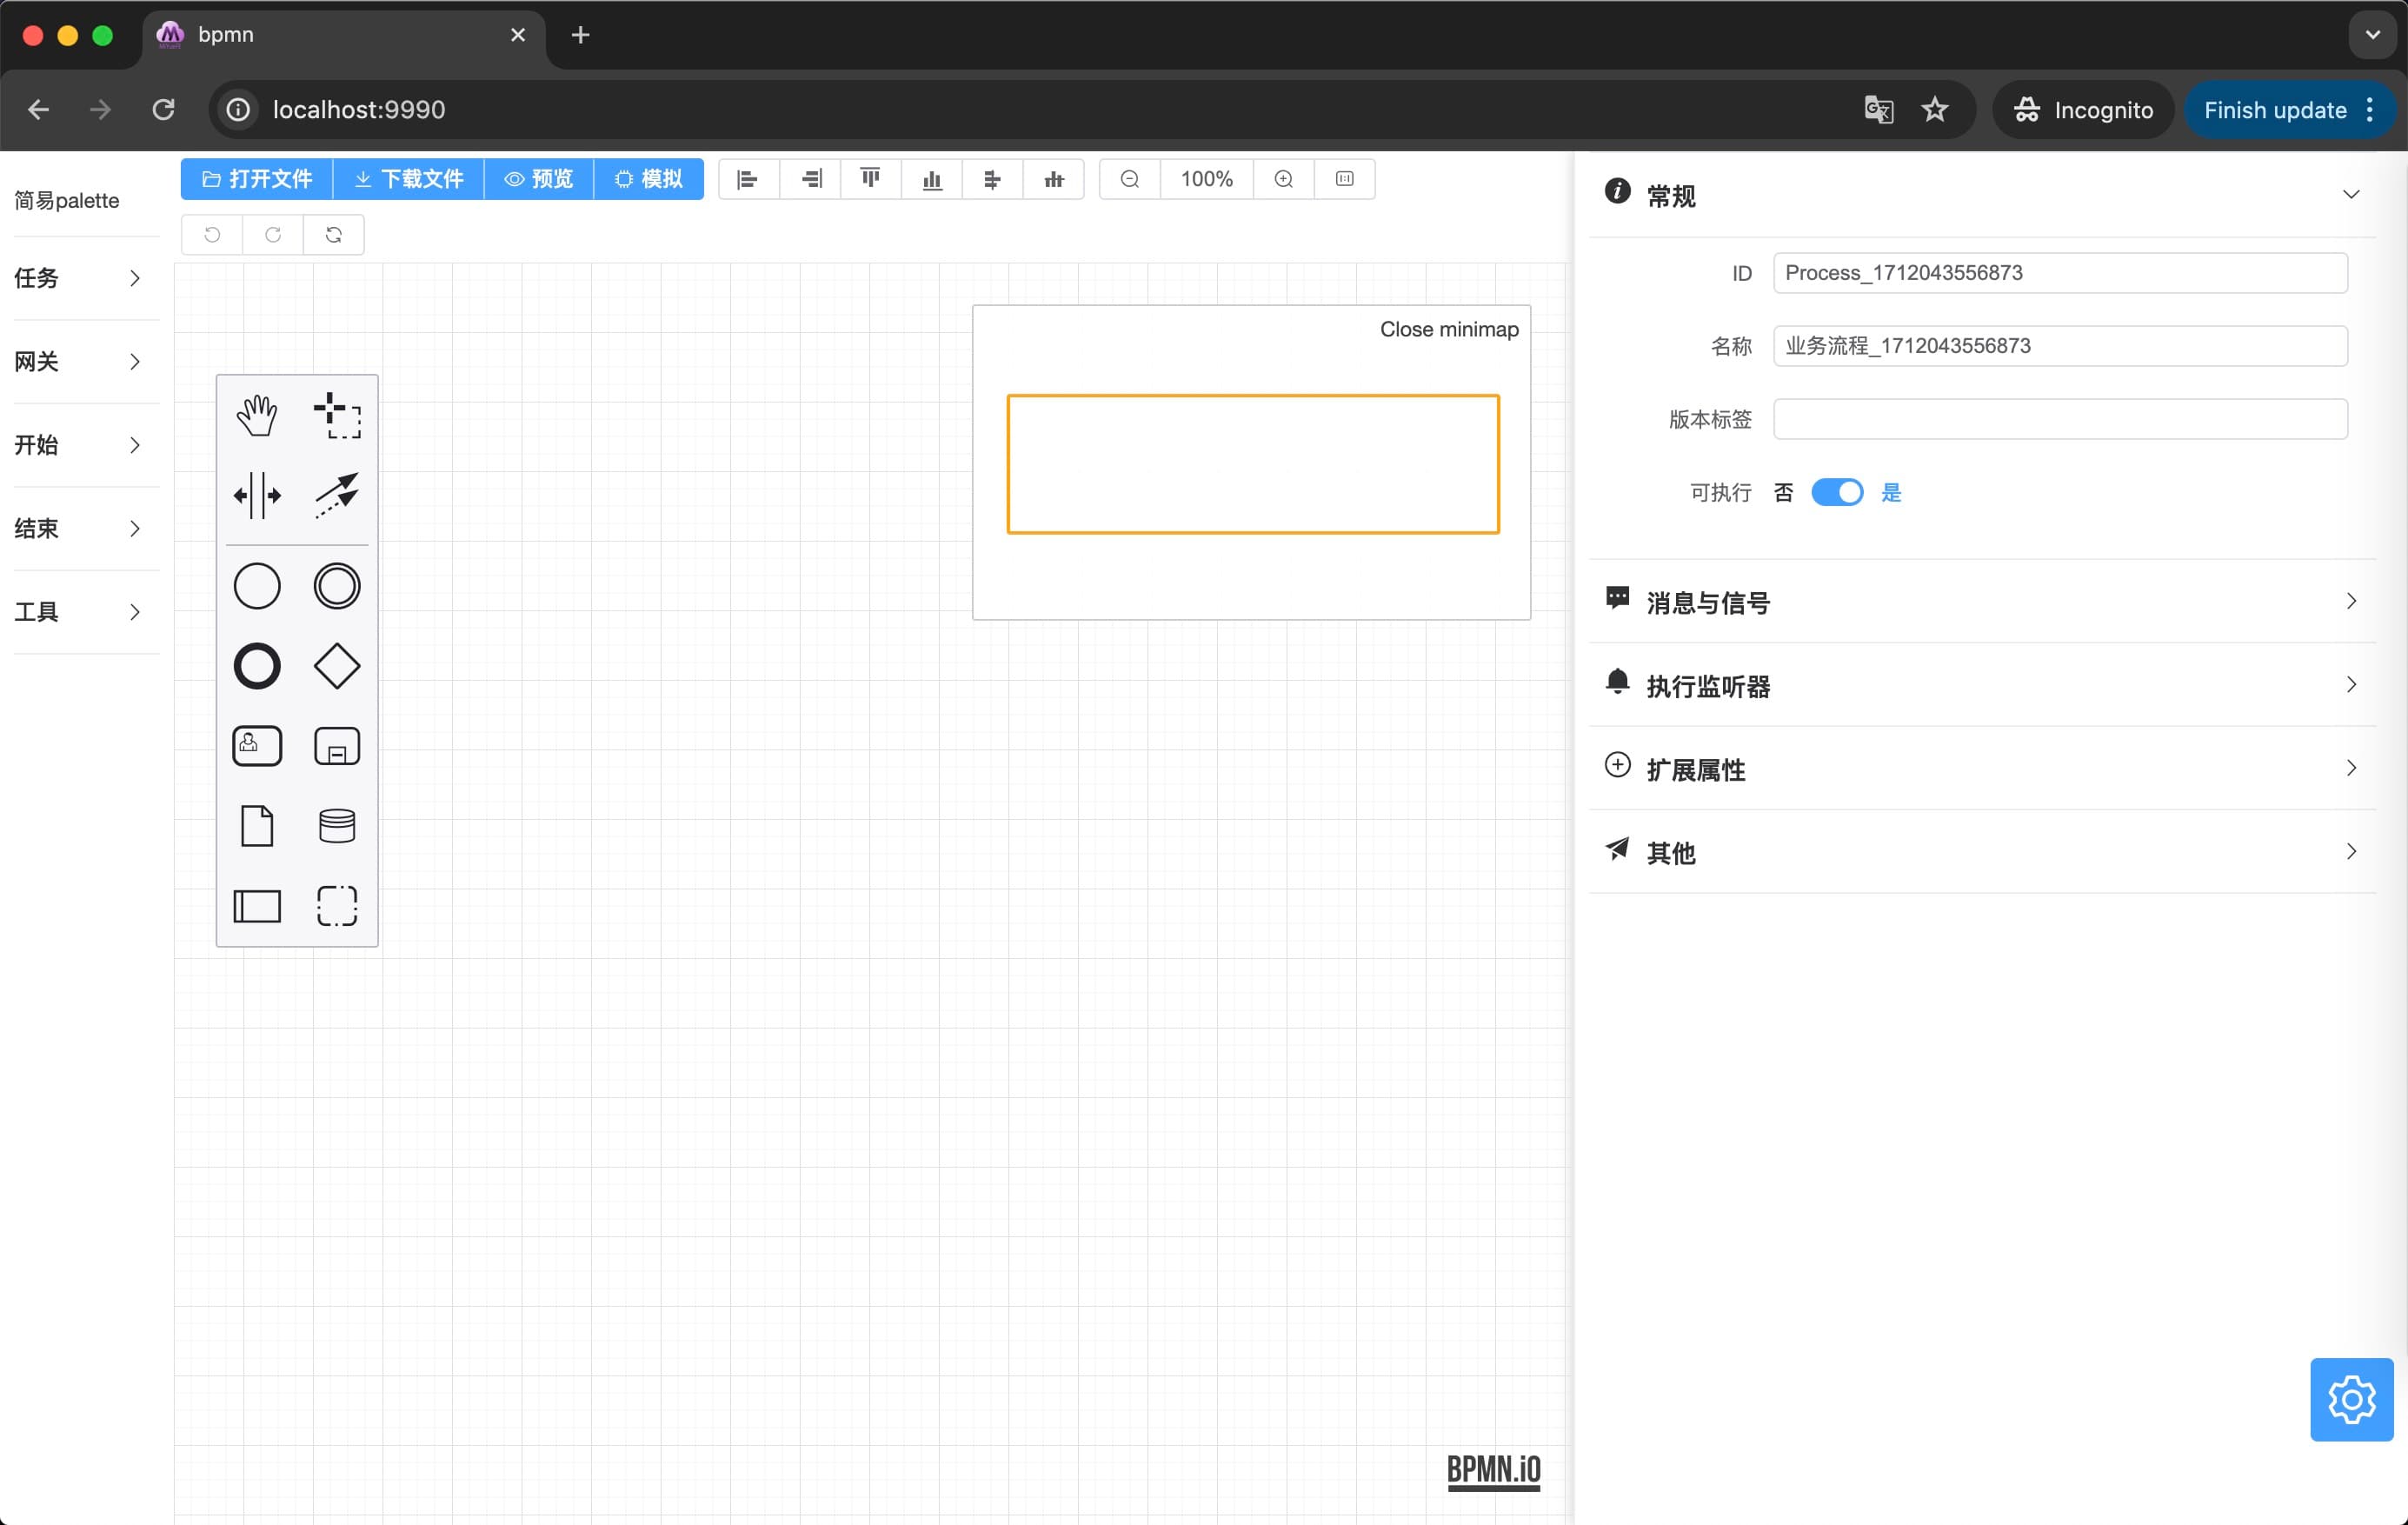 bpmn
localhost:9990
Incognito
Finish update
简易palette
任务
网关
开始
结束
工具
打开文件
下载文件
预览
模拟
100%
Close minimap
BPMN.iO
常规
ID
Process_1712043556873
名称
业务流程_1712043556873
版本标签
可执行 否 是
消息与信号
执行监听器
扩展属性
其他